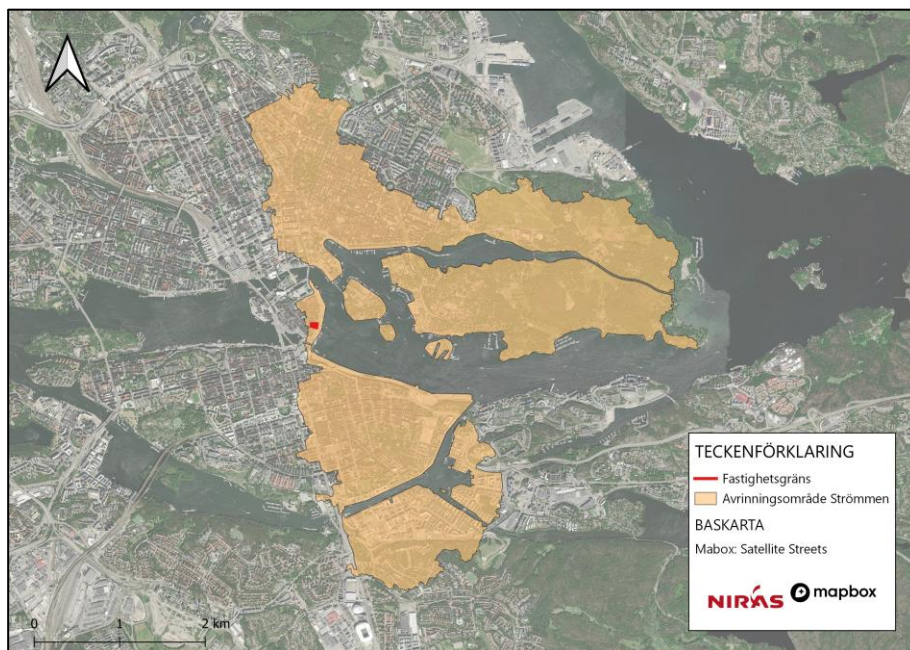 TECKENFÖRKLARING
Fastighetsgräns
Avrinningsområde Strömmen
BASKARTA
Mabox: Satellite Streets
NIRAS mapbox
0 1 2 km